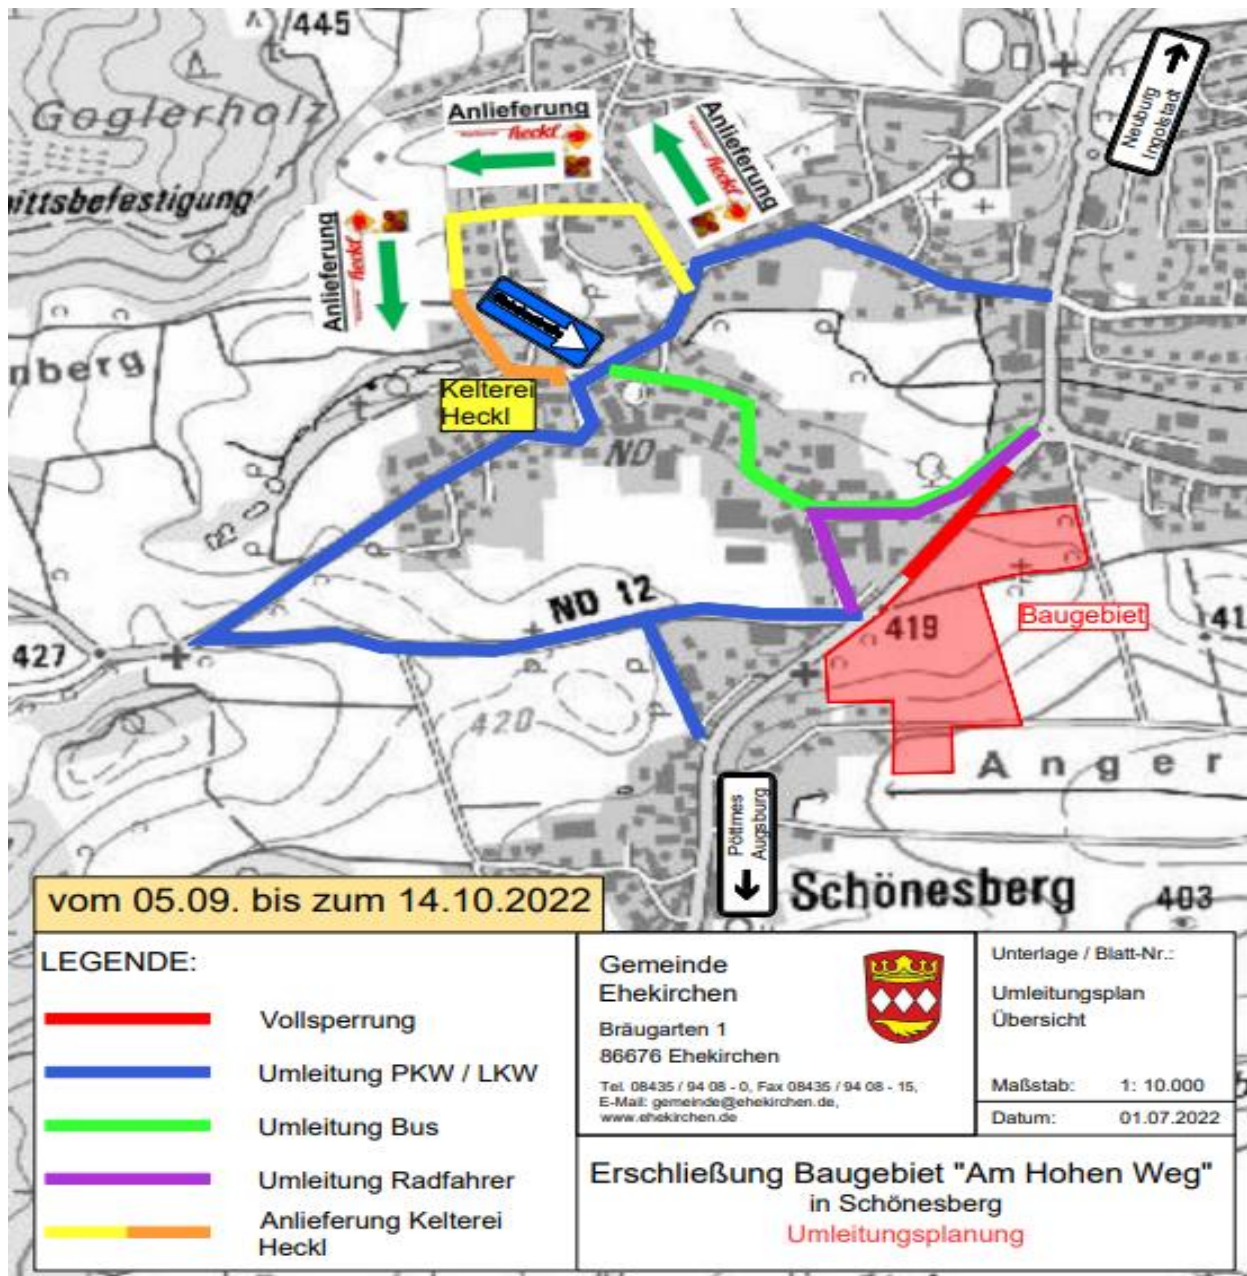 445
Goglerholz
Anlieferung
heckl
Anlieferung
heckl
Neuburg
Ingolstadt
ittsbefestigung
Anlieferung
heckl
nberg
Kelterei
Heckl
ND
ND 12
Baugebiet
419
41
427
420
Anger
Pöttmes
Augsburg
Schönesberg
403
vom 05.09. bis zum 14.10.2022
LEGENDE:
Vollsperrung
Umleitung PKW / LKW
Umleitung Bus
Umleitung Radfahrer
Anlieferung Kelterei
Heckl
Gemeinde
Ehekirchen
Bräugarten 1
86676 Ehekirchen
Tel. 08435 / 94 08 - 0, Fax 08435 / 94 08 - 15,
E-Mail: gemeinde@ehekirchen.de,
www.ehekirchen.de
Unterlage / Blatt-Nr.:
Umleitungsplan
Übersicht
Maßstab: 1: 10.000
Datum: 01.07.2022
Erschließung Baugebiet "Am Hohen Weg"
in Schönesberg
Umleitungsplanung